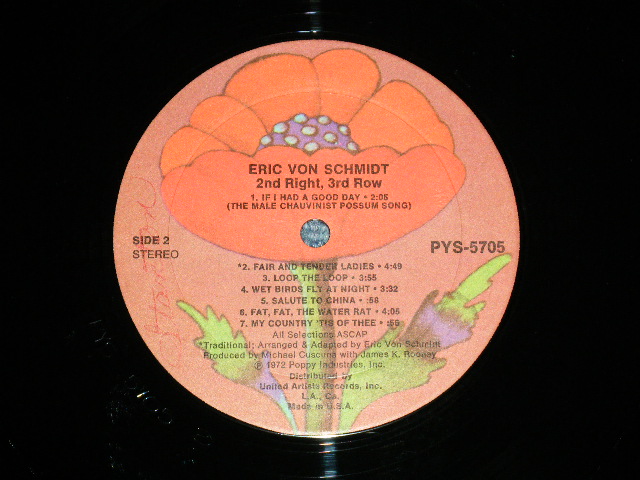 ERIC VON SCHMIDT
2nd Right, 3rd Row
1. IF I HAD A GOOD DAY • 2:05
(THE MALE CHAUVINIST POSSUM SONG)
SIDE 2
STEREO
PYS-5705
*2. FAIR AND TENDER LADIES • 4:49
3. LOOP THE LOOP • 3:55
4. WET BIRDS FLY AT NIGHT • 3:32
5. SALUTE TO CHINA • :58
6. FAT, FAT, THE WATER RAT • 4:05
7. MY COUNTRY 'TIS OF THEE • :55
All Selections ASCAP
*Traditional; Arranged & Adapted by Eric Von Schmidt
Produced by Michael Cuscuna with James K. Rooney
℗ 1972 Poppy Industries, Inc.
Distributed by
United Artists Records, Inc.
L.A., Ca.
Made in U.S.A.